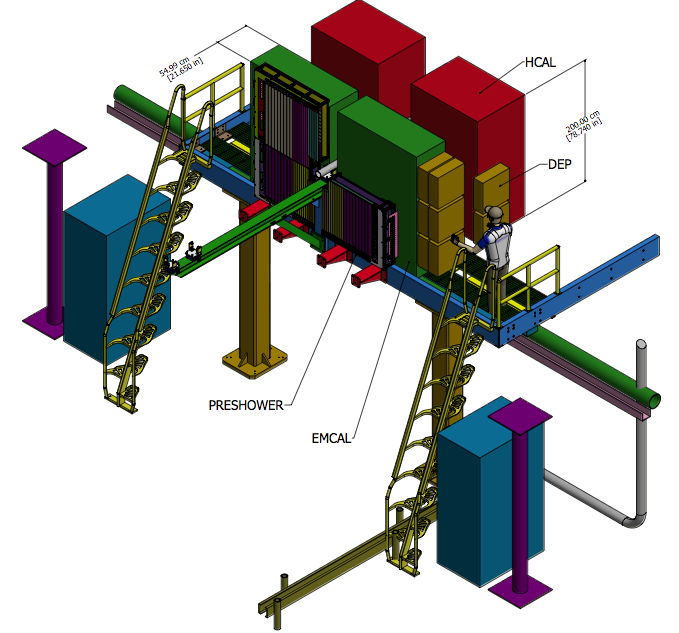 54.99 cm
[21.650 in]
HCAL
200.00 cm
[78.740 in]
DEP
PRESHOWER
EMCAL